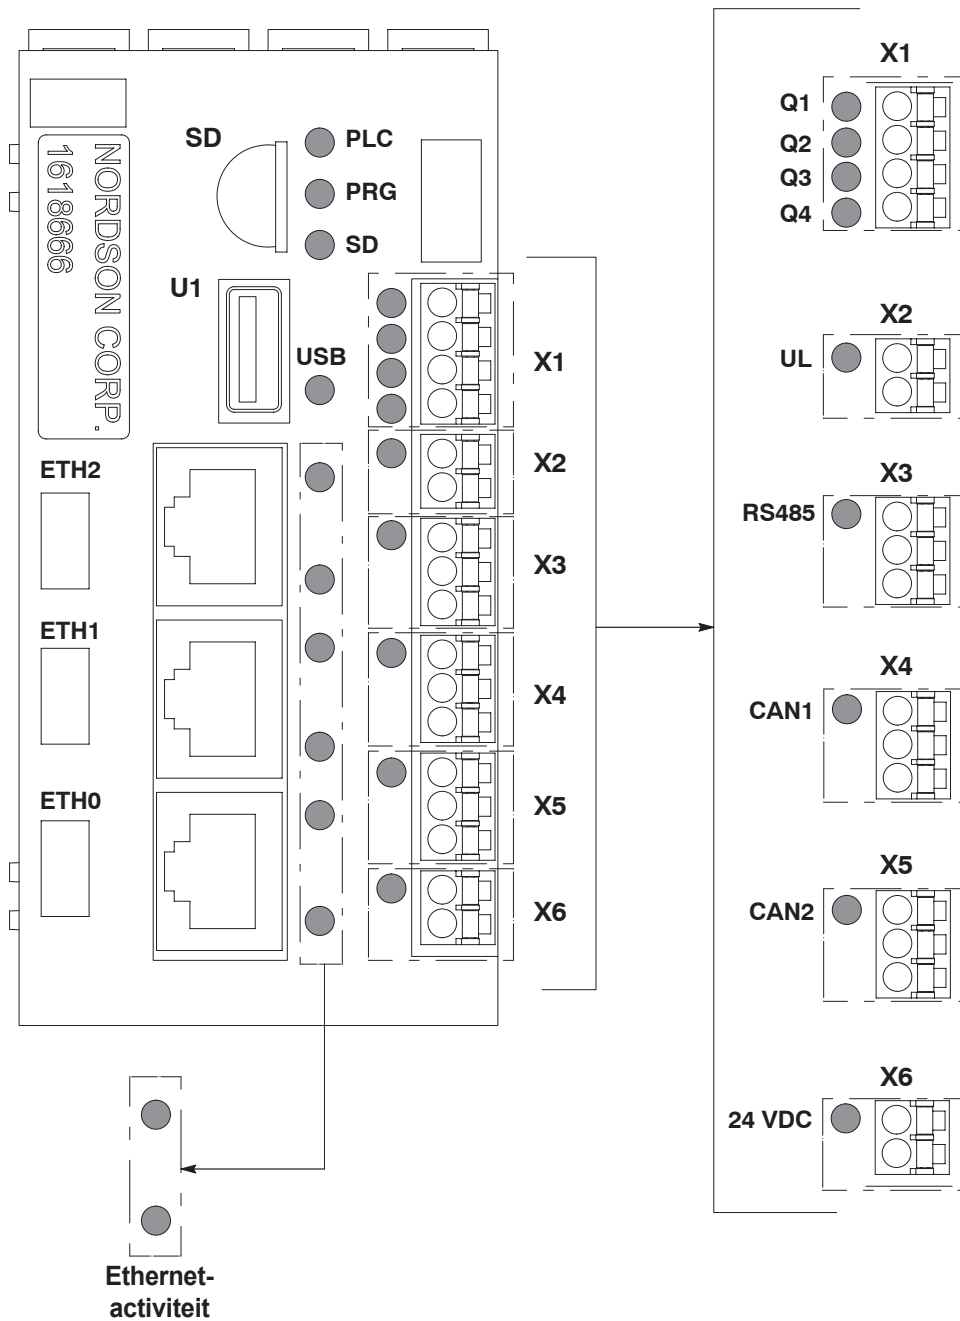 NORDSON CORP.
1618666
SD
PLC
PRG
SD
U1
USB
X1
X2
X3
X4
X5
X6
ETH2
ETH1
ETH0
Ethernet-
activiteit
X1
Q1
Q2
Q3
Q4
X2
UL
X3
RS485
X4
CAN1
X5
CAN2
X6
24 VDC